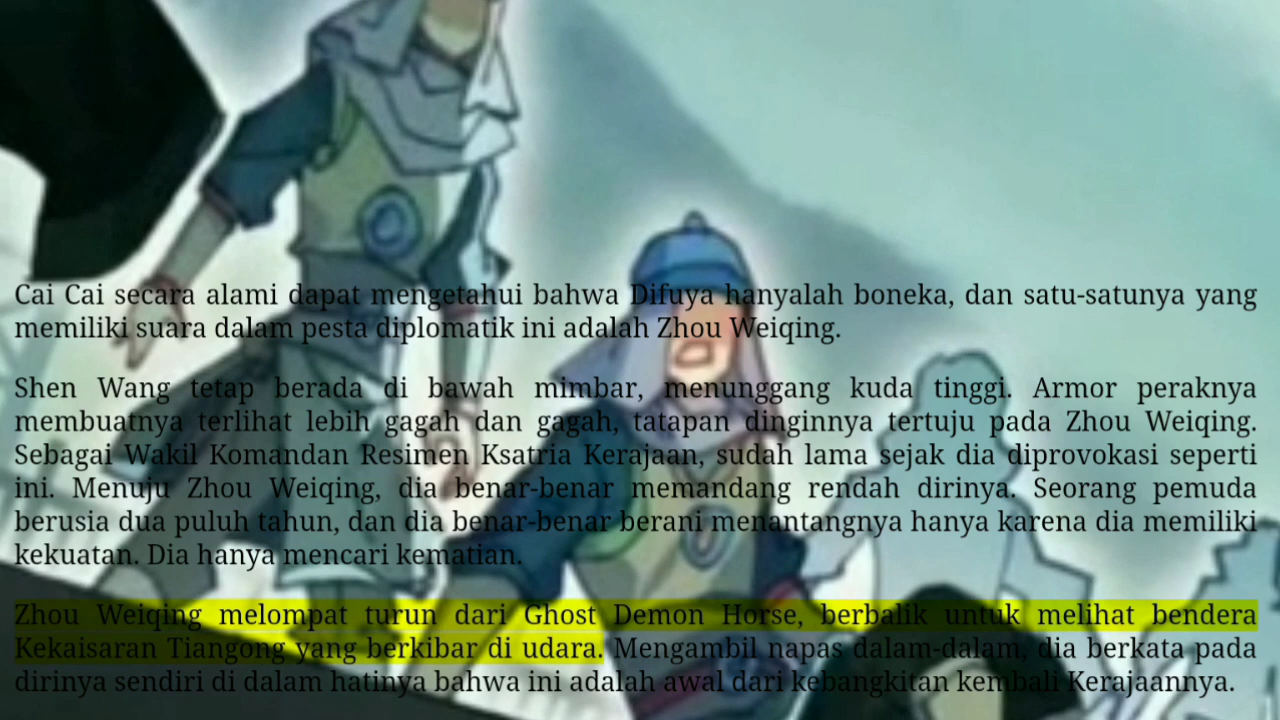 Cai Cai secara alami dapat mengetahui bahwa Difuya hanyalah boneka, dan satu-satunya yang
memiliki suara dalam pesta diplomatik ini adalah Zhou Weiqing.
Shen Wang tetap berada di bawah mimbar, menunggang kuda tinggi. Armor peraknya
membuatnya terlihat lebih gagah dan gagah, tatapan dinginnya tertuju pada Zhou Weiqing.
Sebagai Wakil Komandan Resimen Ksatria Kerajaan, sudah lama sejak dia diprovokasi seperti
ini. Menuju Zhou Weiqing, dia benar-benar memandang rendah dirinya. Seorang pemuda
berusia dua puluh tahun, dan dia benar-benar berani menantangnya hanya karena dia memiliki
kekuatan. Dia hanya mencari kematian.
Zhou Weiqing melompat turun dari Ghost Demon Horse, berbalik untuk melihat bendera
Kekaisaran Tiangong yang berkibar di udara. Mengambil napas dalam-dalam, dia berkata pada
dirinya sendiri di dalam hatinya bahwa ini adalah awal dari kebangkitan kembali Kerajaannya.